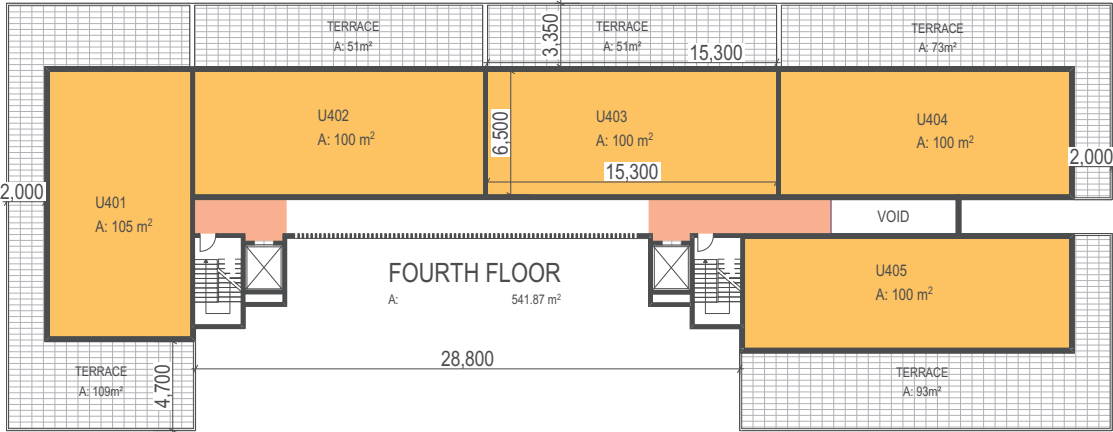 TERRACE
A: 51m²
3,350
TERRACE
A: 51m²
TERRACE
A: 73m²
15,300
U402
A: 100 m²
6,500
U403
A: 100 m²
U404
A: 100 m²
15,300
2,000
2,000
U401
A: 105 m²
VOID
FOURTH FLOOR
A: 541.87 m²
U405
A: 100 m²
28,800
TERRACE
A: 109m²
4,700
TERRACE
A: 93m²